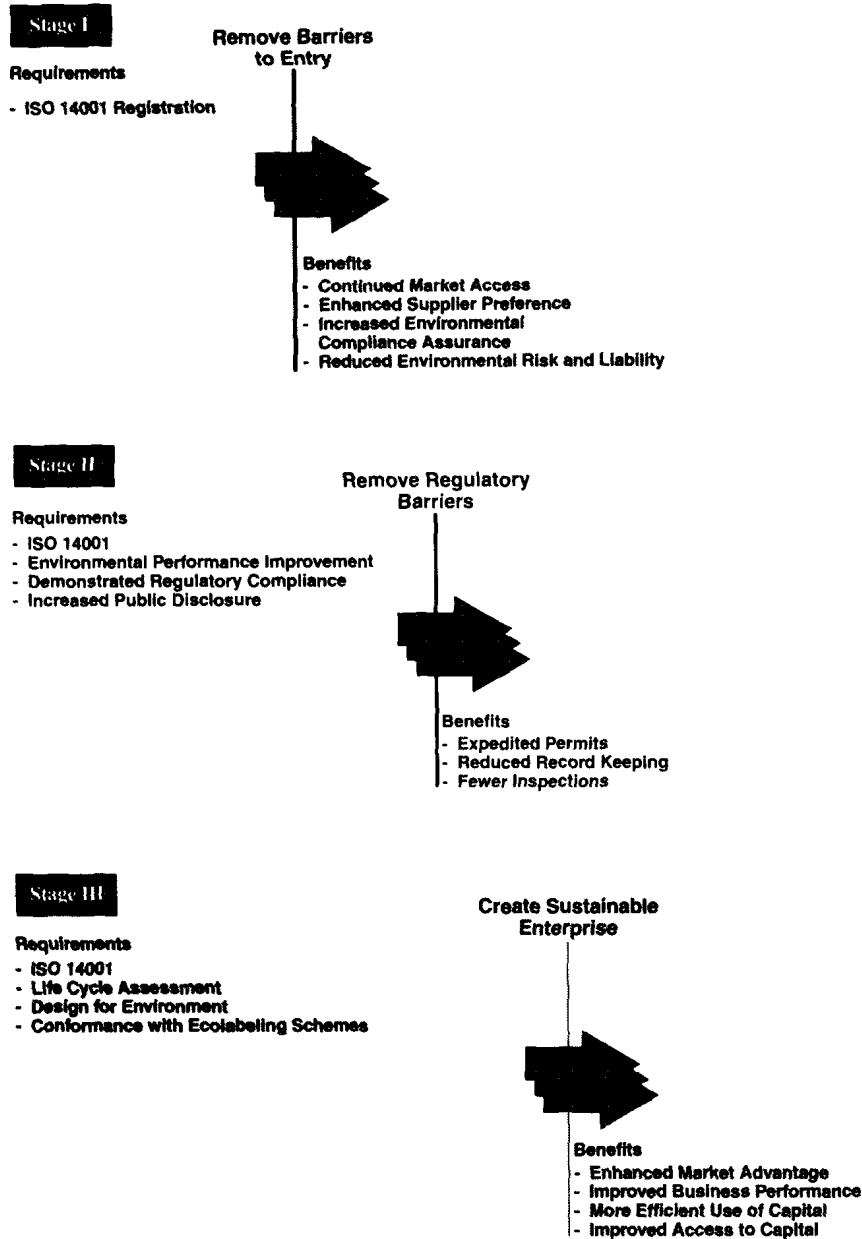 Stage I
Remove Barriers
to Entry
Requirements
- ISO 14001 Registration
Benefits
- Continued Market Access
- Enhanced Supplier Preference
- Increased Environmental
Compliance Assurance
- Reduced Environmental Risk and Liability
Stage II
Remove Regulatory
Barriers
Requirements
- ISO 14001
- Environmental Performance Improvement
- Demonstrated Regulatory Compliance
- Increased Public Disclosure
Benefits
- Expedited Permits
- Reduced Record Keeping
- Fewer Inspections
Stage III
Create Sustainable
Enterprise
Requirements
- ISO 14001
- Life Cycle Assessment
- Design for Environment
- Conformance with Ecolabeling Schemes
Benefits
- Enhanced Market Advantage
- Improved Business Performance
- More Efficient Use of Capital
- Improved Access to Capital